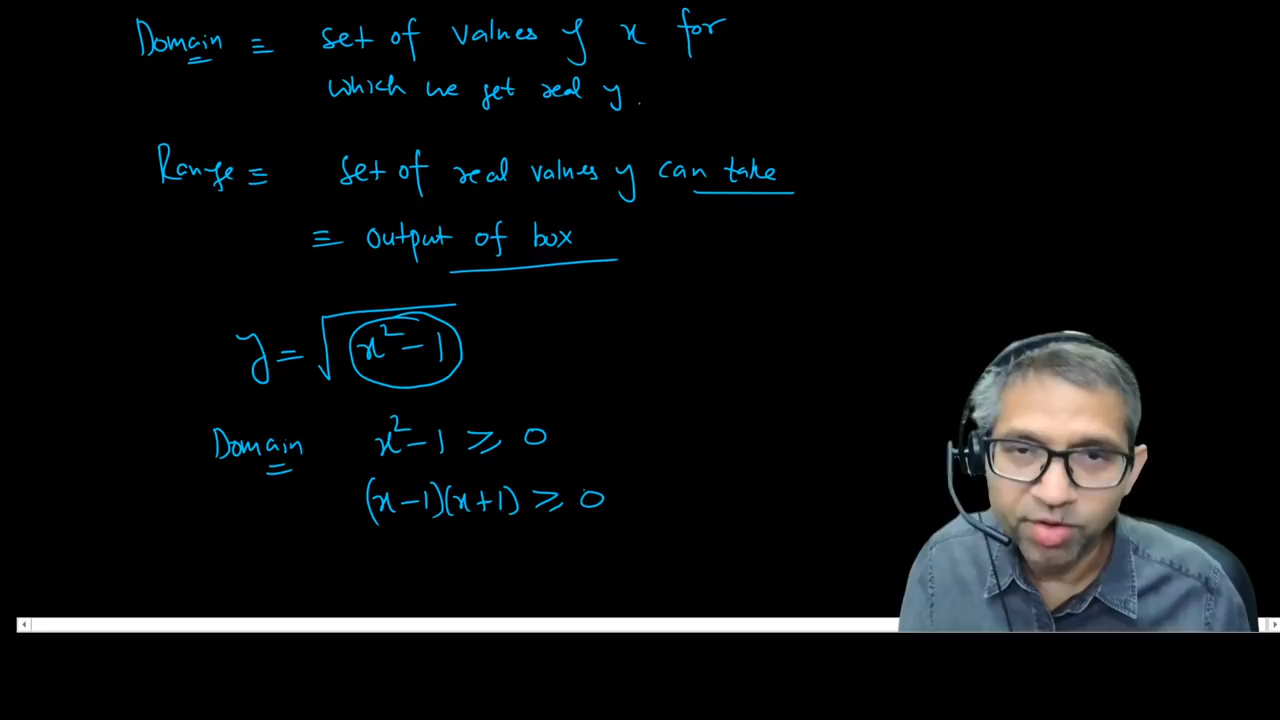 Domain ≡ set of values of x for
which we get real y.
Range ≡ set of real values y can take
≡ output of box
y = √(x² − 1)
Domain x² − 1 ≥ 0
(x − 1)(x + 1) ≥ 0